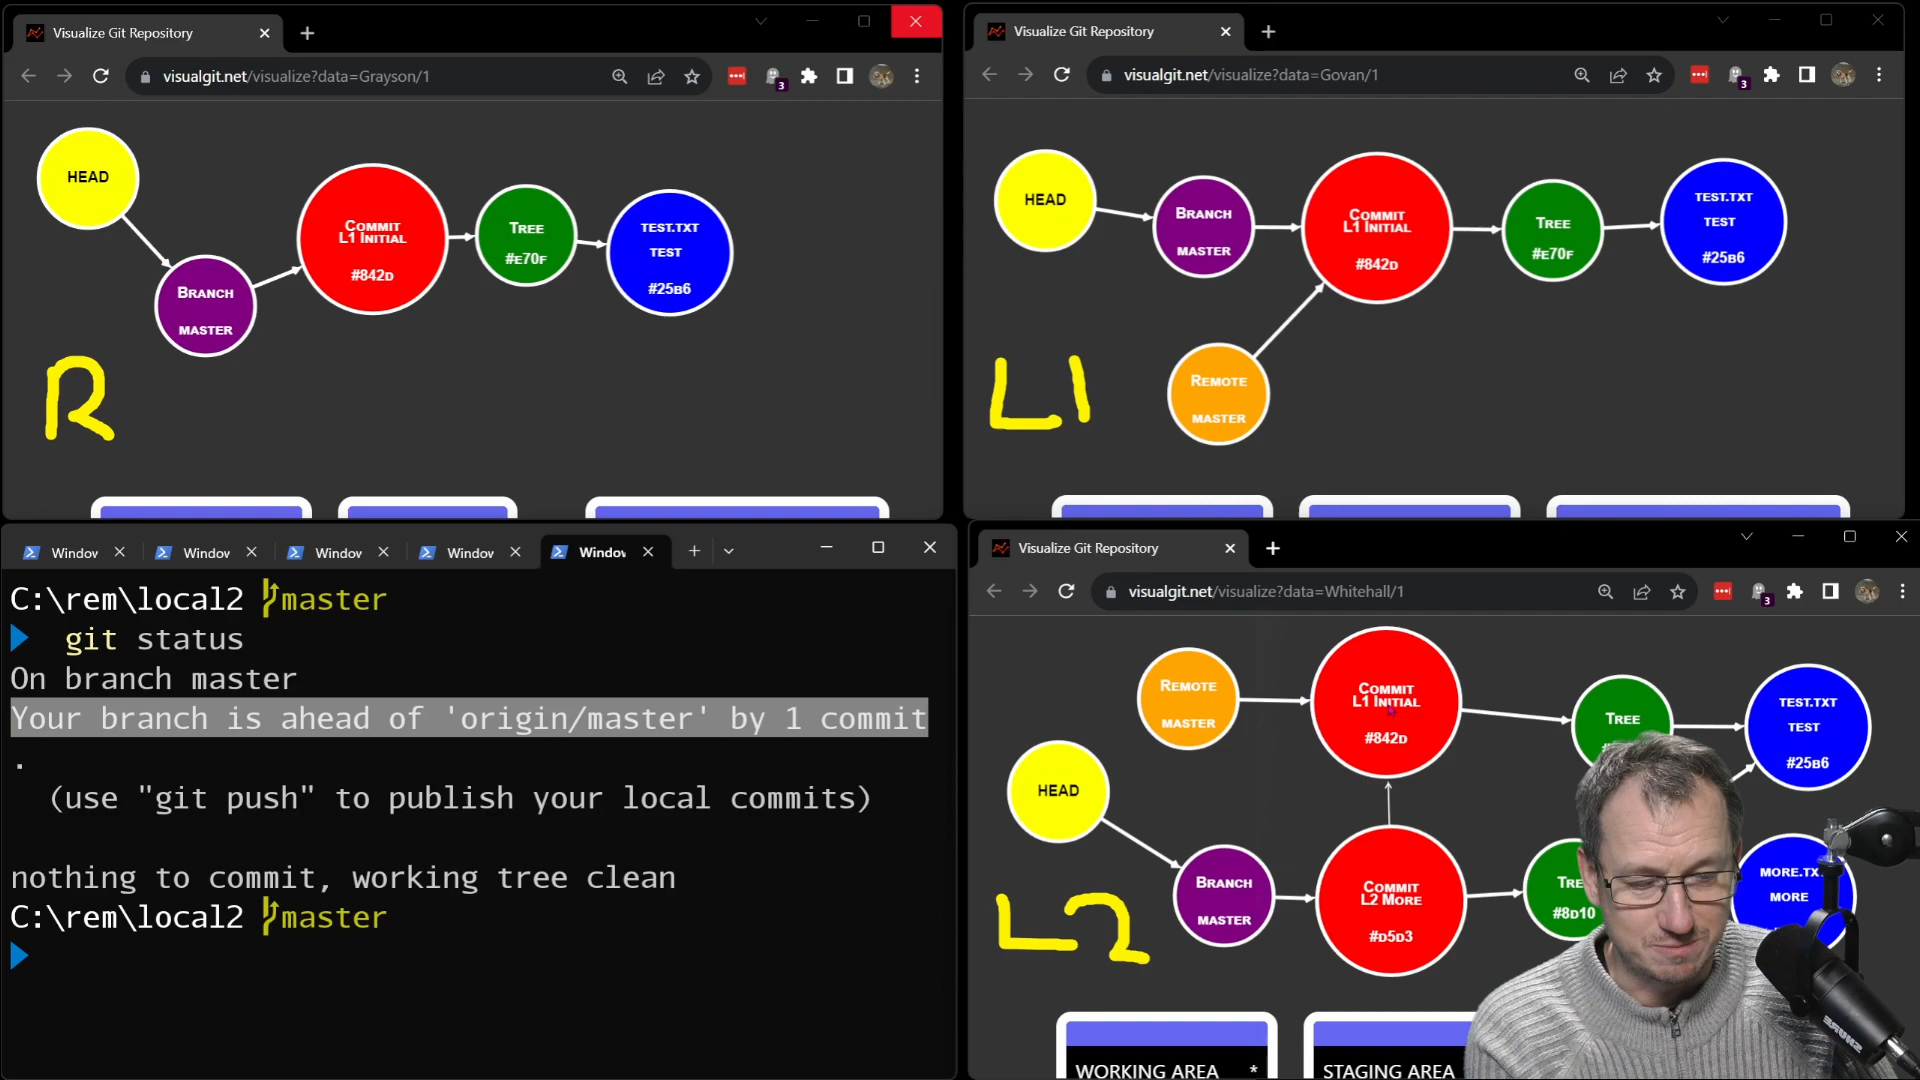 Visualize Git Repository
visualgit.net/visualize?data=Grayson/1
3
HEAD
BRANCH
MASTER
COMMIT
L1 INITIAL
#842D
TREE
#E70F
TEST.TXT
TEST
#25B6
R
Visualize Git Repository
visualgit.net/visualize?data=Govan/1
3
HEAD
BRANCH
MASTER
COMMIT
L1 INITIAL
#842D
TREE
#E70F
TEST.TXT
TEST
#25B6
REMOTE
MASTER
L1
Windov Windov Windov Windov Windov
C:\rem\local2 master
git status
On branch master
Your branch is ahead of 'origin/master' by 1 commit
.
(use "git push" to publish your local commits)
nothing to commit, working tree clean
C:\rem\local2 master
Visualize Git Repository
visualgit.net/visualize?data=Whitehall/1
3
REMOTE
MASTER
COMMIT
L1 INITIAL
#842D
TREE
TEST.TXT
TEST
#25B6
HEAD
BRANCH
MASTER
COMMIT
L2 MORE
#D5D3
#8D10
MORE
L2
WORKING AREA *
STAGING AREA
SHURE